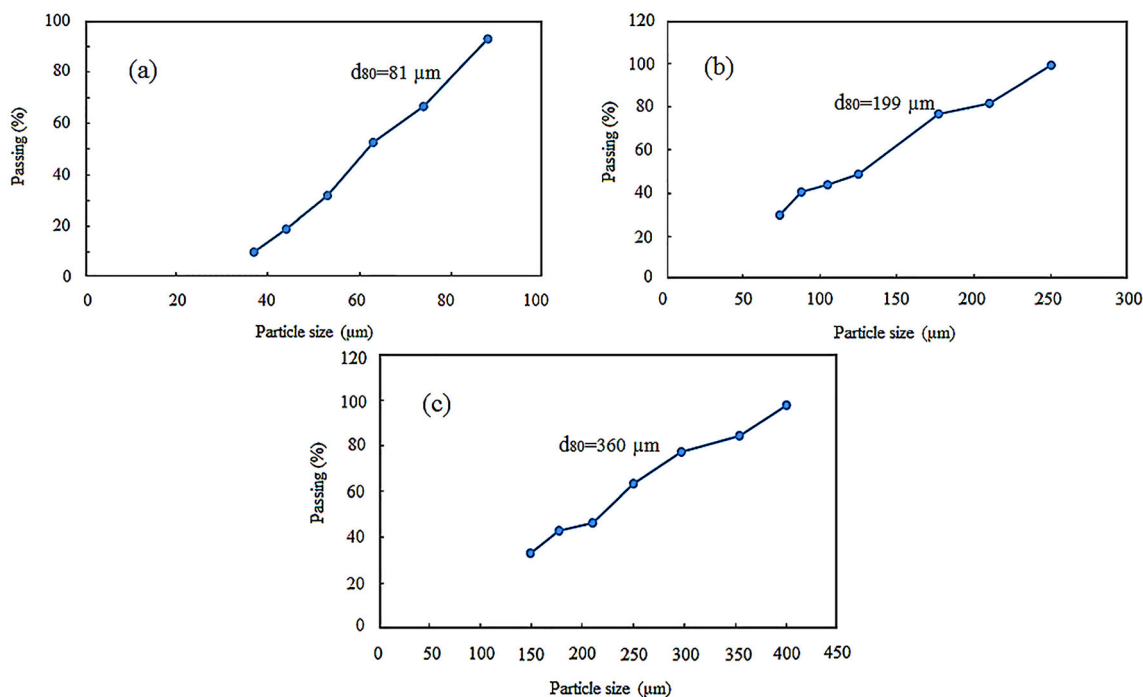 100
80
60
40
20
0
Passing (%)
(a)
d80=81 µm
0 20 40 60 80 100
Particle size (µm)
120
100
80
60
40
20
0
Passing (%)
(b)
d80=199 µm
0 50 100 150 200 250 300
Particle size (µm)
120
100
80
60
40
20
0
Passing (%)
(c)
d80=360 µm
0 50 100 150 200 250 300 350 400 450
Particle size (µm)